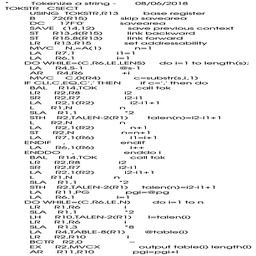 * Tokenize a string - 08/06/2018
TOKSTR CSECT
USING TOKSTR,R13 base register
B 72(R15) skip savearea
DC 17F'0' savearea
SAVE (14,12) save previous context
ST R13,4(R15) link backward
ST R15,8(R13) link forward
LR R13,R15 set addressability
MVC N,=A(1) n=1
LA R7,1 i1=1
LA R6,1 i=1
DO WHILE=(C,R6,LE,LENS) do i=1 to length(s);
LA R4,S-1 @s-1
AR R4,R6 +i
MVC C,0(R4) c=substr(s,i,1)
IF CLI,C,EQ,C',' THEN if c=',' then do
BAL R14,TOK call tok
LR R2,R8 i2
SR R2,R7 i2-i1
LA R2,1(R2) i2-i1+1
L R1,N n
SLA R1,1 *2
STH R2,TALEN-2(R1) talen(n)=i2-i1+1
L R2,N n
LA R2,1(R2) n+1
ST R2,N n=n+1
LA R7,1(R6) i1=i+1
ENDIF endif
LA R6,1(R6) i++
ENDDO enddo i
BAL R14,TOK call tok
LR R2,R8 i2
SR R2,R7 i2-i1
LA R2,1(R2) i2-i1+1
L R1,N n
SLA R1,1 *2
STH R2,TALEN-2(R1) talen(n)=i2-i1+1
LA R11,PG pgi=@pg
LA R6,1 i=1
DO WHILE=(C,R6,LE,N) do i=1 to n
LR R1,R6 i
SLA R1,1 *2
LH R10,TALEN-2(R1) l=talen(i)
LR R1,R6 i
SLA R1,3 *8
LA R4,TABLE-8(R1) @table(i)
LR R2,R10 l
BCTR R2,0 ~
EX R2,MVCX output table(i) length(l)
AR R11,R10 pgi=pgi+l